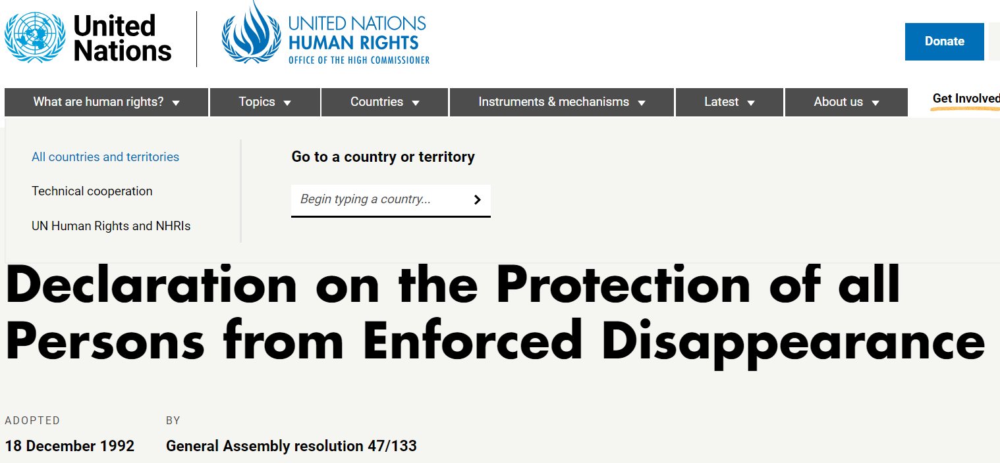 United
Nations
UNITED NATIONS
HUMAN RIGHTS
OFFICE OF THE HIGH COMMISSIONER
Donate
What are human rights?
Topics
Countries
Instruments & mechanisms
Latest
About us
Get Involved
All countries and territories
Technical cooperation
UN Human Rights and NHRIs
Go to a country or territory
Begin typing a country...
Declaration on the Protection of all
Persons from Enforced Disappearance
ADOPTED
18 December 1992
BY
General Assembly resolution 47/133